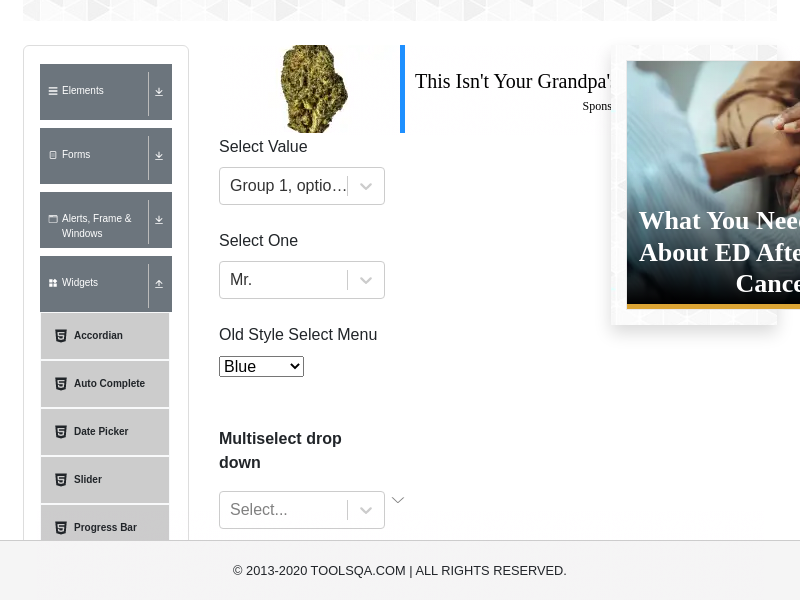 Elements
Forms
Alerts, Frame &
Windows
Widgets
Accordian
Auto Complete
Date Picker
Slider
Progress Bar
This Isn't Your Grandpa'
Spons
Select Value
Group 1, optio...
Select One
Mr.
Old Style Select Menu
Blue
Multiselect drop
down
Select...
What You Need
About ED After
Cance
© 2013-2020 TOOLSQA.COM | ALL RIGHTS RESERVED.